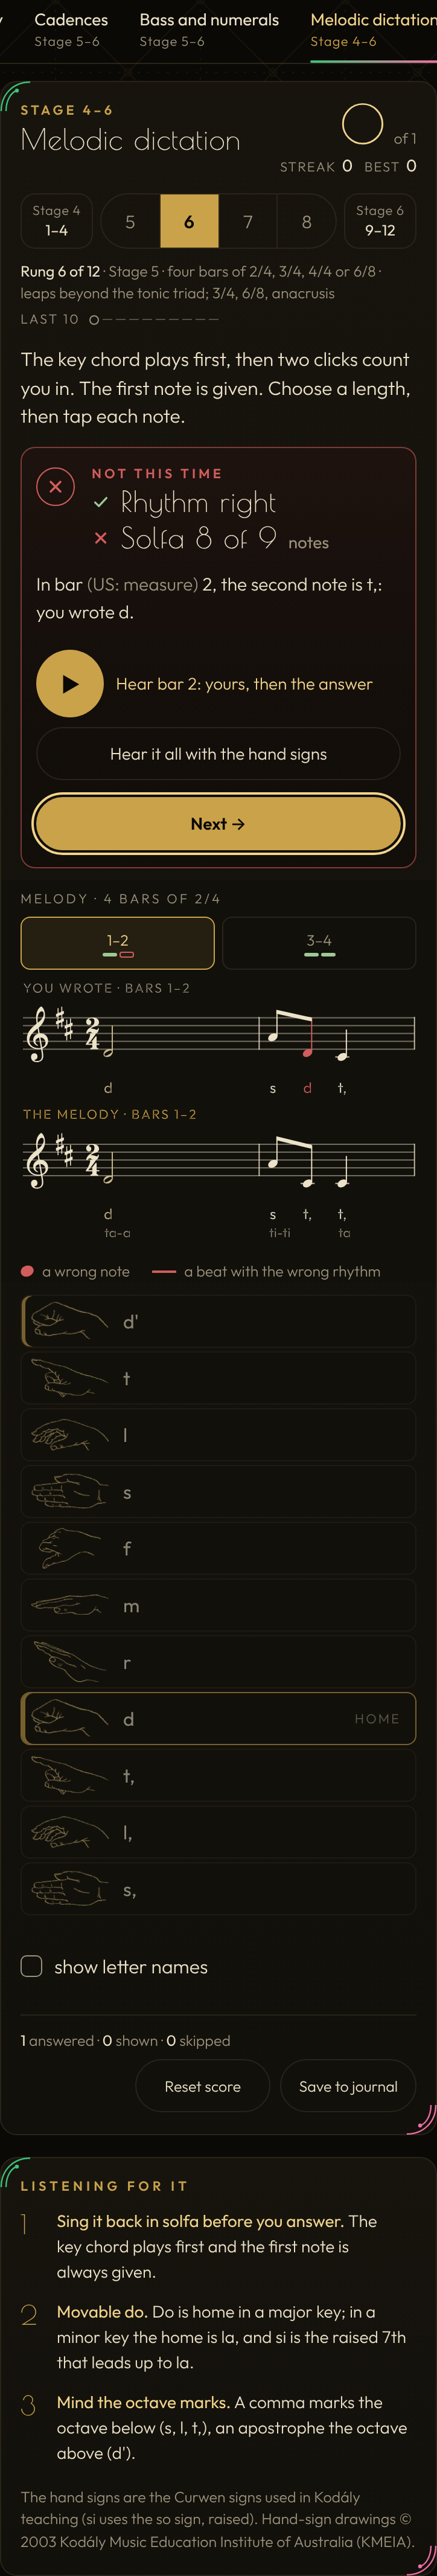 Cadences
Stage 5–6
Bass and numerals
Stage 5–6
Melodic dictation
Stage 4–6
STAGE 4–6
Melodic dictation
of 1
STREAK 0 BEST 0
Stage 4
1–4
5
6
7
8
Stage 6
9–12
Rung 6 of 12 · Stage 5 · four bars of 2/4, 3/4, 4/4 or 6/8 ·
leaps beyond the tonic triad; 3/4, 6/8, anacrusis
LAST 10
The key chord plays first, then two clicks count
you in. The first note is given. Choose a length,
then tap each note.
NOT THIS TIME
Rhythm right
Solfa 8 of 9 notes
In bar (US: measure) 2, the second note is t,:
you wrote d.
Hear bar 2: yours, then the answer
Hear it all with the hand signs
Next →
MELODY · 4 BARS OF 2/4
1–2
3–4
YOU WROTE · BARS 1–2
2
4
d s d t,
THE MELODY · BARS 1–2
2
4
d s t, t,
ta-a ti-ti ta
a wrong note
a beat with the wrong rhythm
d'
t
l
s
f
m
r
d HOME
t,
l,
s,
show letter names
1 answered · 0 shown · 0 skipped
Reset score
Save to journal
LISTENING FOR IT
1 Sing it back in solfa before you answer. The
key chord plays first and the first note is
always given.
2 Movable do. Do is home in a major key; in a
minor key the home is la, and si is the raised 7th
that leads up to la.
3 Mind the octave marks. A comma marks the
octave below (s, l, t,), an apostrophe the octave
above (d').
The hand signs are the Curwen signs used in Kodály
teaching (si uses the so sign, raised). Hand-sign drawings ©
2003 Kodály Music Education Institute of Australia (KMEIA).